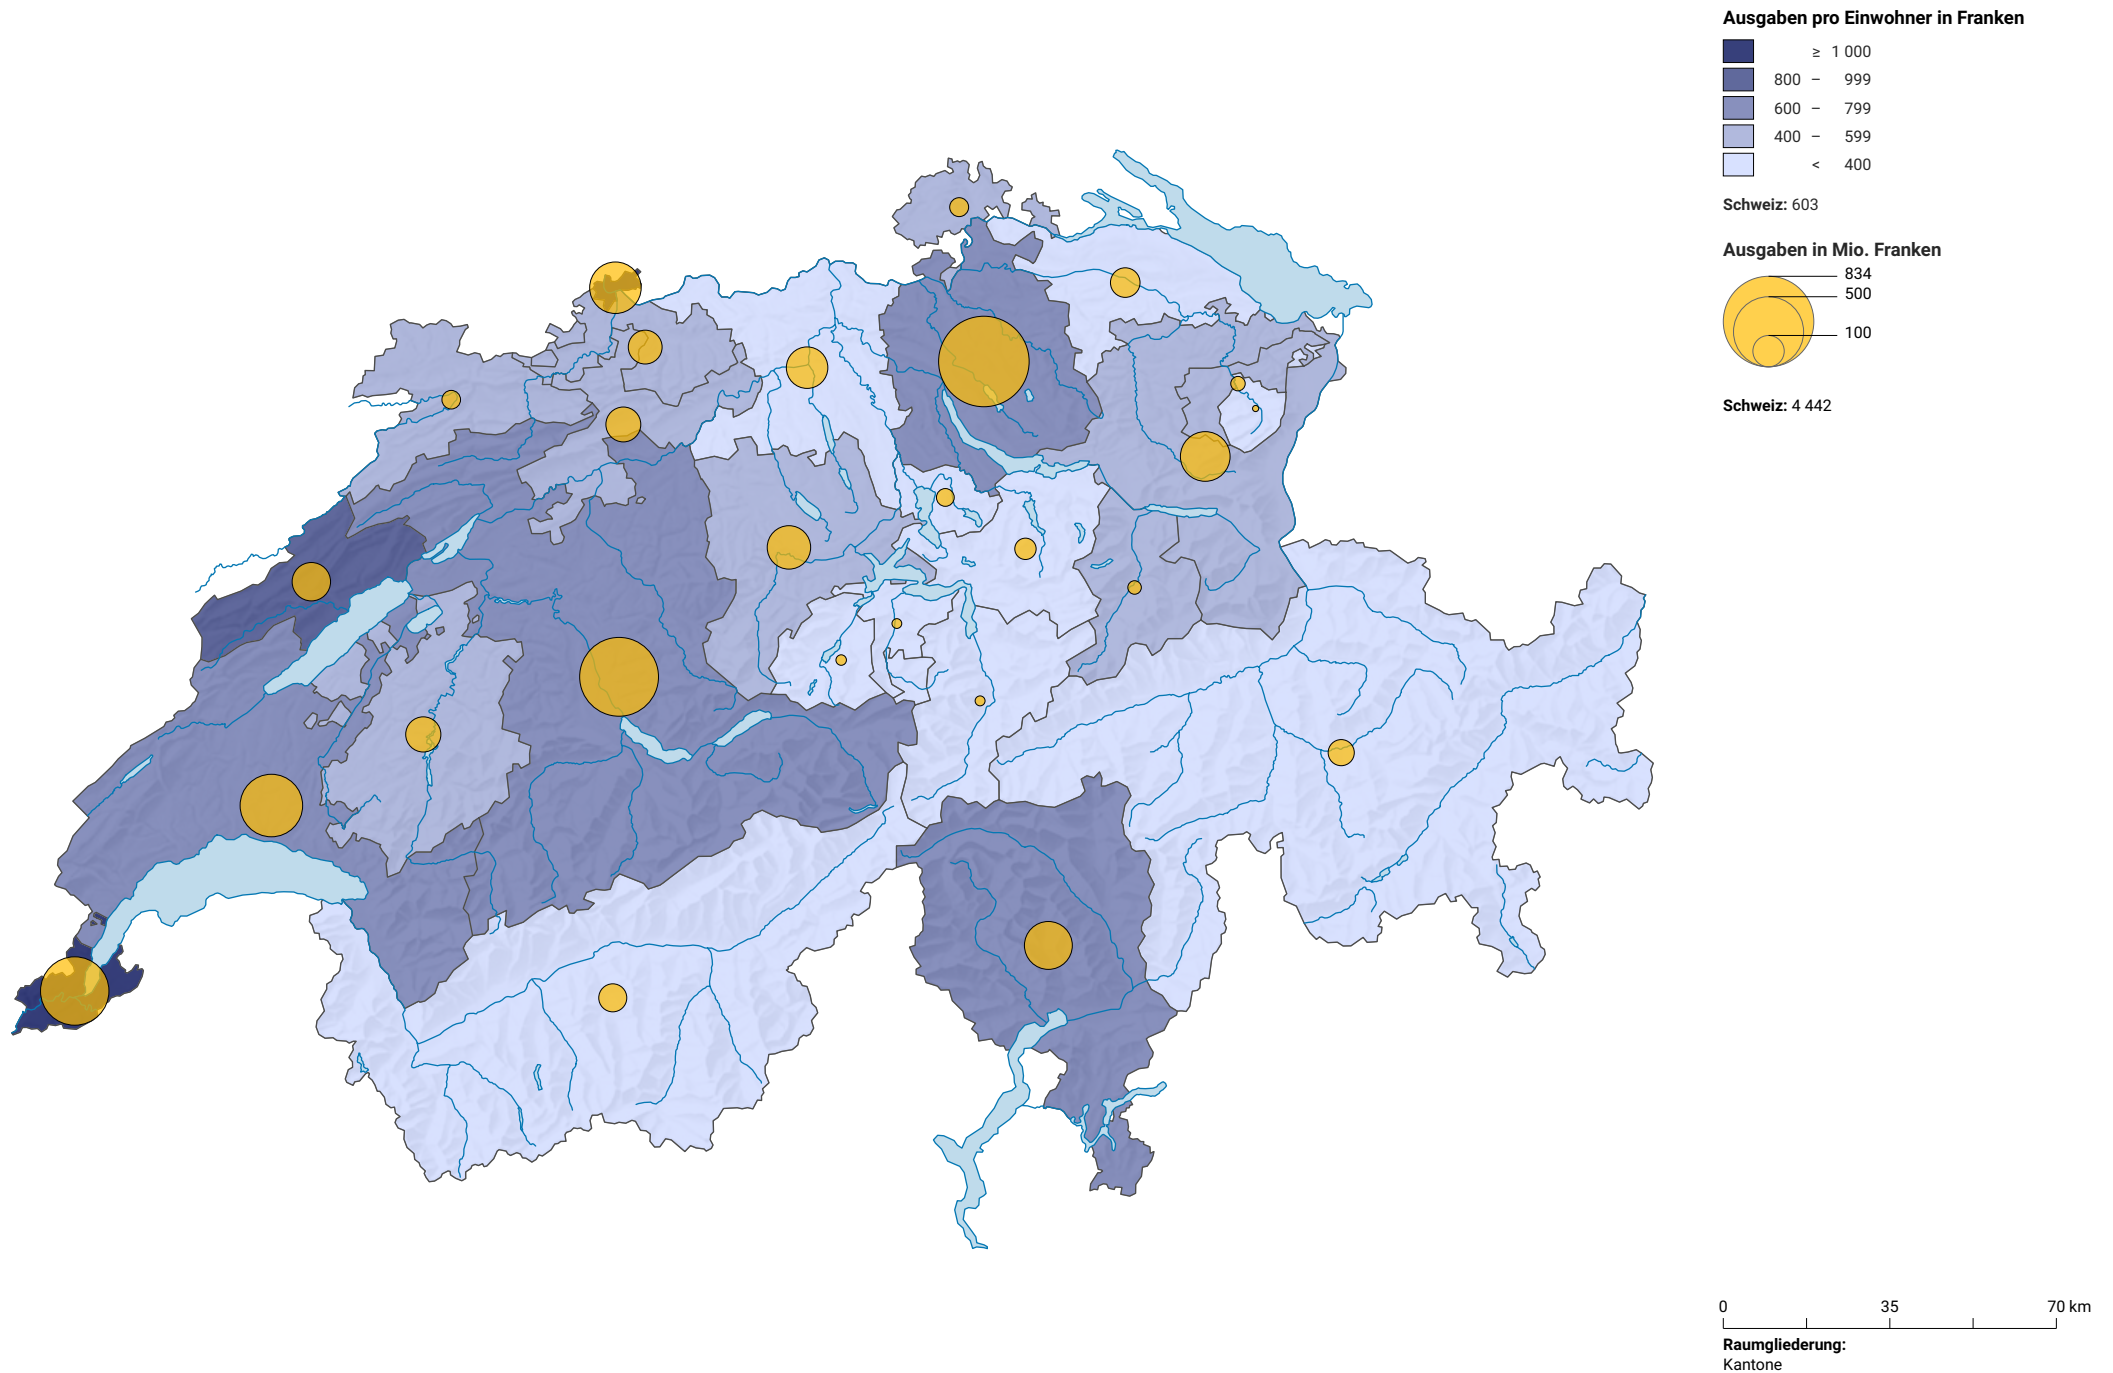 Ausgaben pro Einwohner in Franken
≥ 1 000
800 – 999
600 – 799
400 – 599
< 400
Schweiz: 603
Ausgaben in Mio. Franken
834
500
100
Schweiz: 4 442
0 35 70 km
Raumgliederung:
Kantone